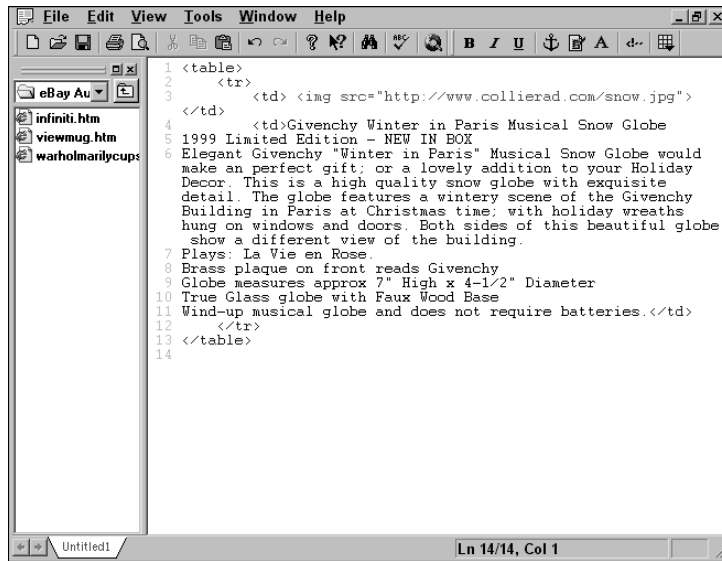 File Edit View Tools Window Help
ABC
B I U A d--
eBay Au
infiniti.htm
viewmug.htm
warholmarilycups
1 <table>
2 <tr>
3 <td> <img src="http://www.collierad.com/snow.jpg">
</td>
4 <td>Givenchy Winter in Paris Musical Snow Globe
5 1999 Limited Edition - NEW IN BOX
6 Elegant Givenchy "Winter in Paris" Musical Snow Globe would
make an perfect gift; or a lovely addition to your Holiday
Decor. This is a high quality snow globe with exquisite
detail. The globe features a wintery scene of the Givenchy
Building in Paris at Christmas time; with holiday wreaths
hung on windows and doors. Both sides of this beautiful globe
show a different view of the building.
7 Plays: La Vie en Rose.
8 Brass plaque on front reads Givenchy
9 Globe measures approx 7" High x 4-1/2" Diameter
10 True Glass globe with Faux Wood Base
11 Wind-up musical globe and does not require batteries.</td>
12 </tr>
13 </table>
14
Untitled1
Ln 14/14, Col 1